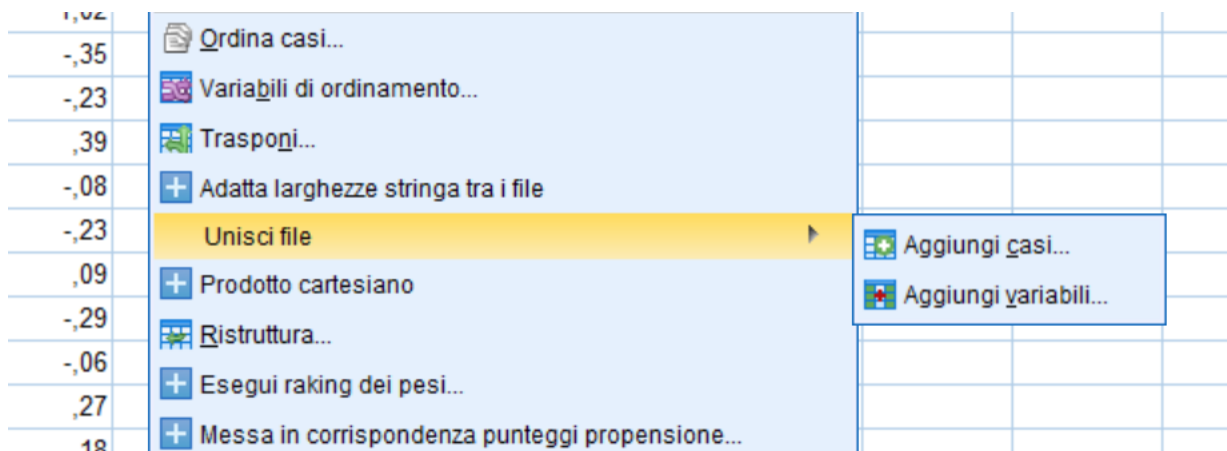 -,35
-,23
,39
-,08
-,23
,09
-,29
-,06
,27
Ordina casi...
Variabili di ordinamento...
Trasponi...
Adatta larghezze stringa tra i file
Unisci file
Prodotto cartesiano
Ristruttura...
Esegui raking dei pesi...
Messa in corrispondenza punteggi propensione...
Aggiungi casi...
Aggiungi variabili...